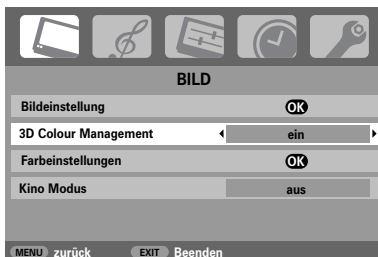 BILD
Bildeinstellung OK
3D Colour Management ein
Farbeinstellungen OK
Kino Modus aus
MENU zurück EXIT Beenden